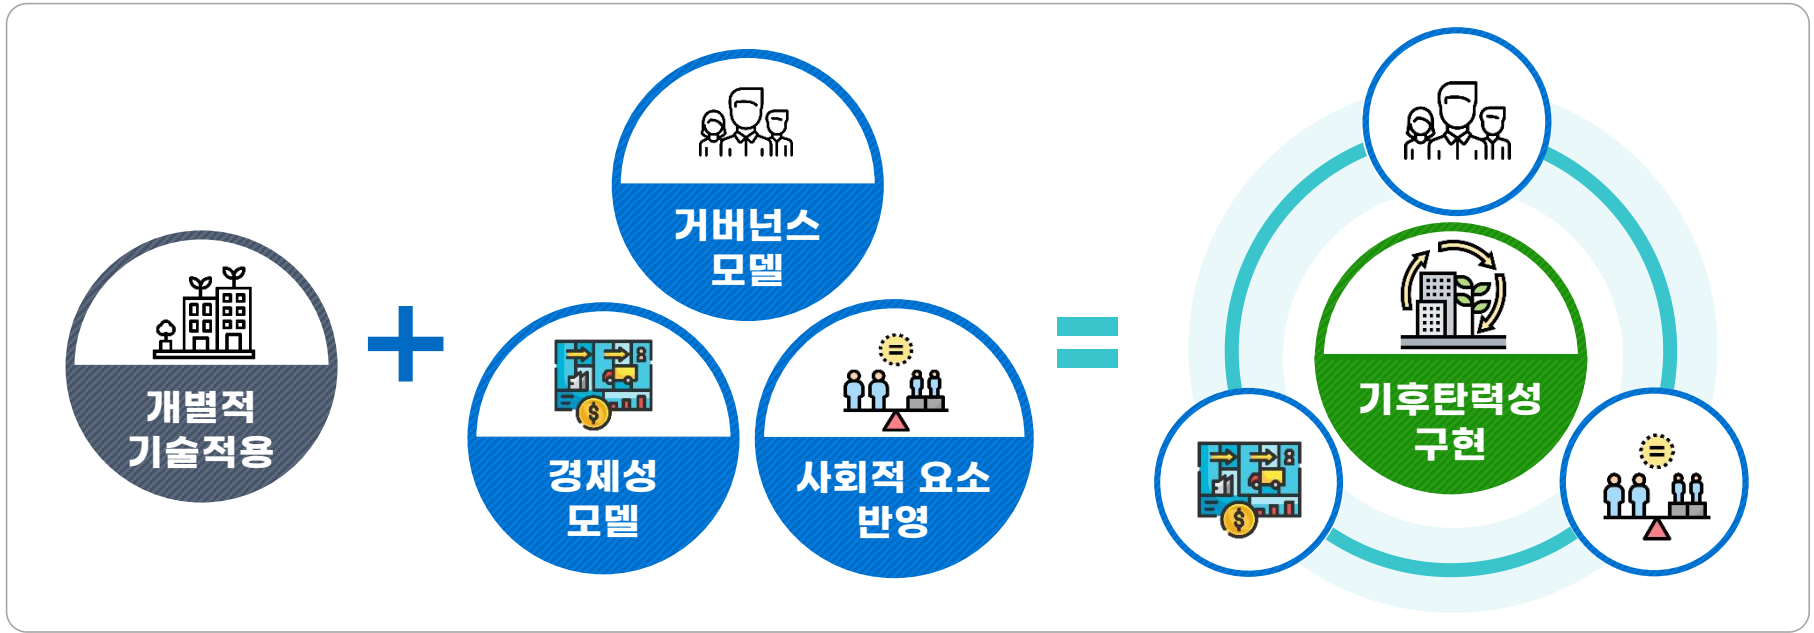 개별적
기술적용
+
거버넌스
모델
경제성
모델
사회적 요소
반영
=
기후탄력성
구현